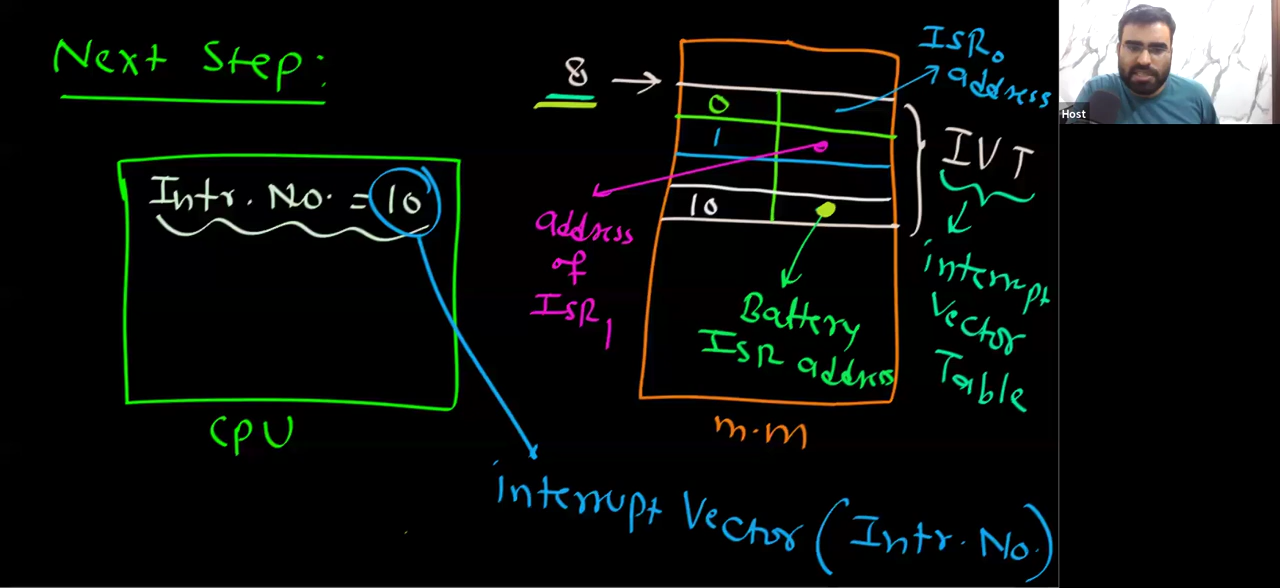 Next Step:
Intr. No. = 10
CPU
8
0
1
10
ISR0
address
IVT
interrupt
Vector
Table
address
of
ISR1
Battery
ISR address
m.m
interrupt Vector (Intr. No.)
Host